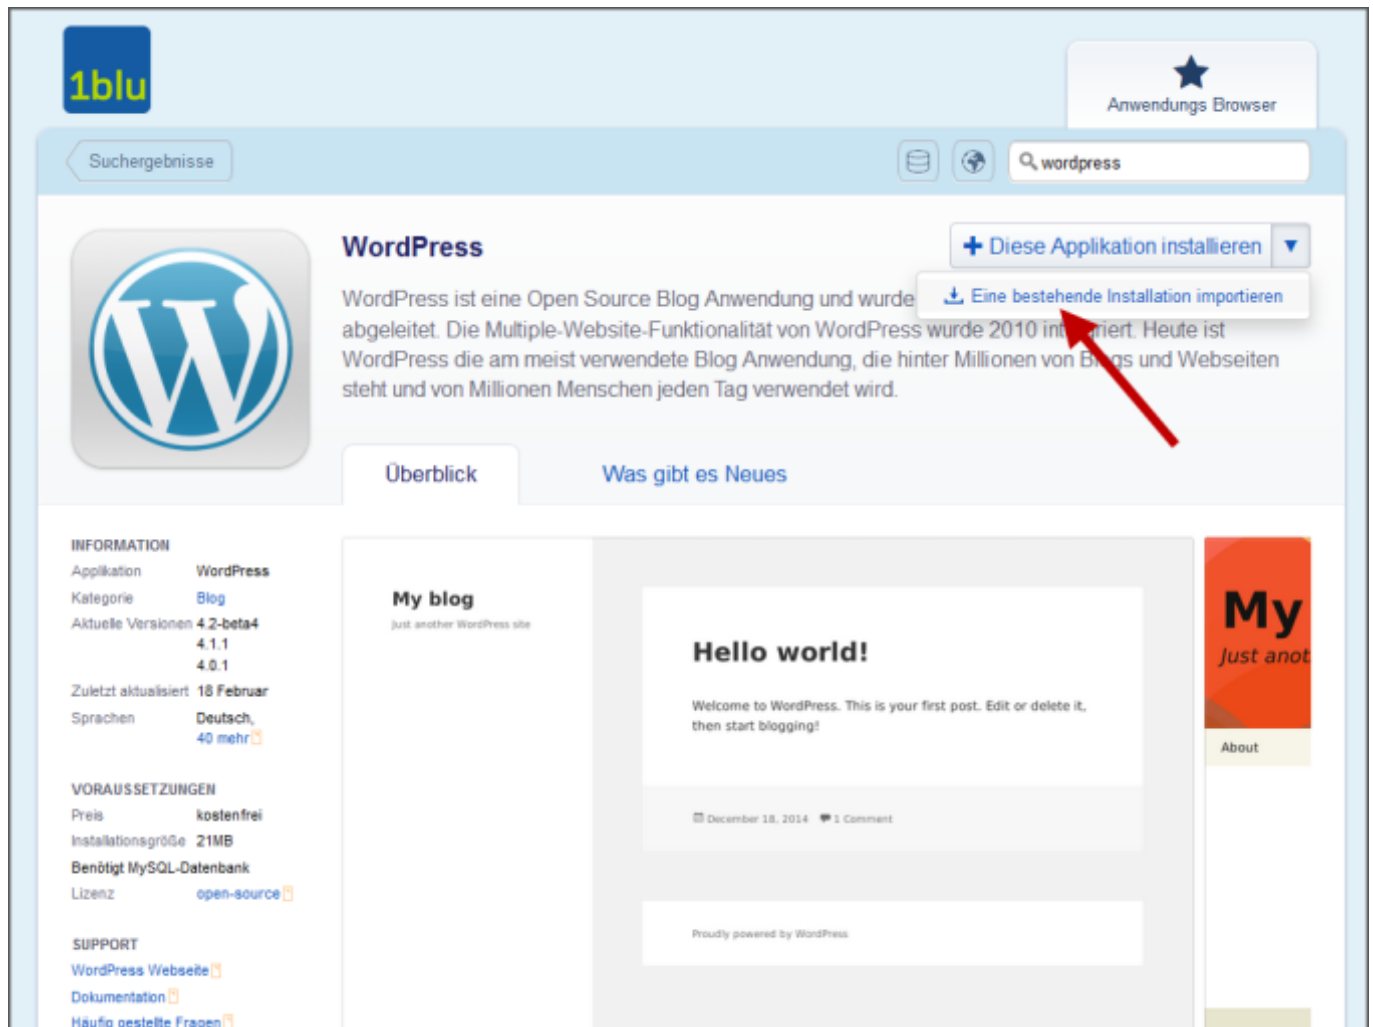 1blu
Anwendungs Browser
Suchergebnisse
wordpress
WordPress
Diese Applikation installieren
Eine bestehende Installation importieren
WordPress ist eine Open Source Blog Anwendung und wurde
abgeleitet. Die Multiple-Website-Funktionalität von WordPress wurde 2010 Heute ist
WordPress die am meist verwendete Blog Anwendung, die hinter Millionen von Blogs und Webseiten
steht und von Millionen Menschen jeden Tag verwendet wird.
Überblick
Was gibt es Neues
INFORMATION
Applikation WordPress
Kategorie Blog
Aktuelle Versionen 4.2-beta4
4.1.1
4.0.1
Zuletzt aktualisiert 18 Februar
Sprachen Deutsch,
40 mehr
VORAUSSETZUNGEN
Preis kostenfrei
Installationsgröße 21MB
Benötigt MySQL-Datenbank
Lizenz open-source
SUPPORT
WordPress Webseite
Dokumentation
Häufig gestellte Fragen
My blog
Just another WordPress site
Hello world!
Welcome to WordPress. This is your first post. Edit or delete it,
then start blogging!
December 18, 2014 1 Comment
Proudly powered by WordPress
My
Just anot
About